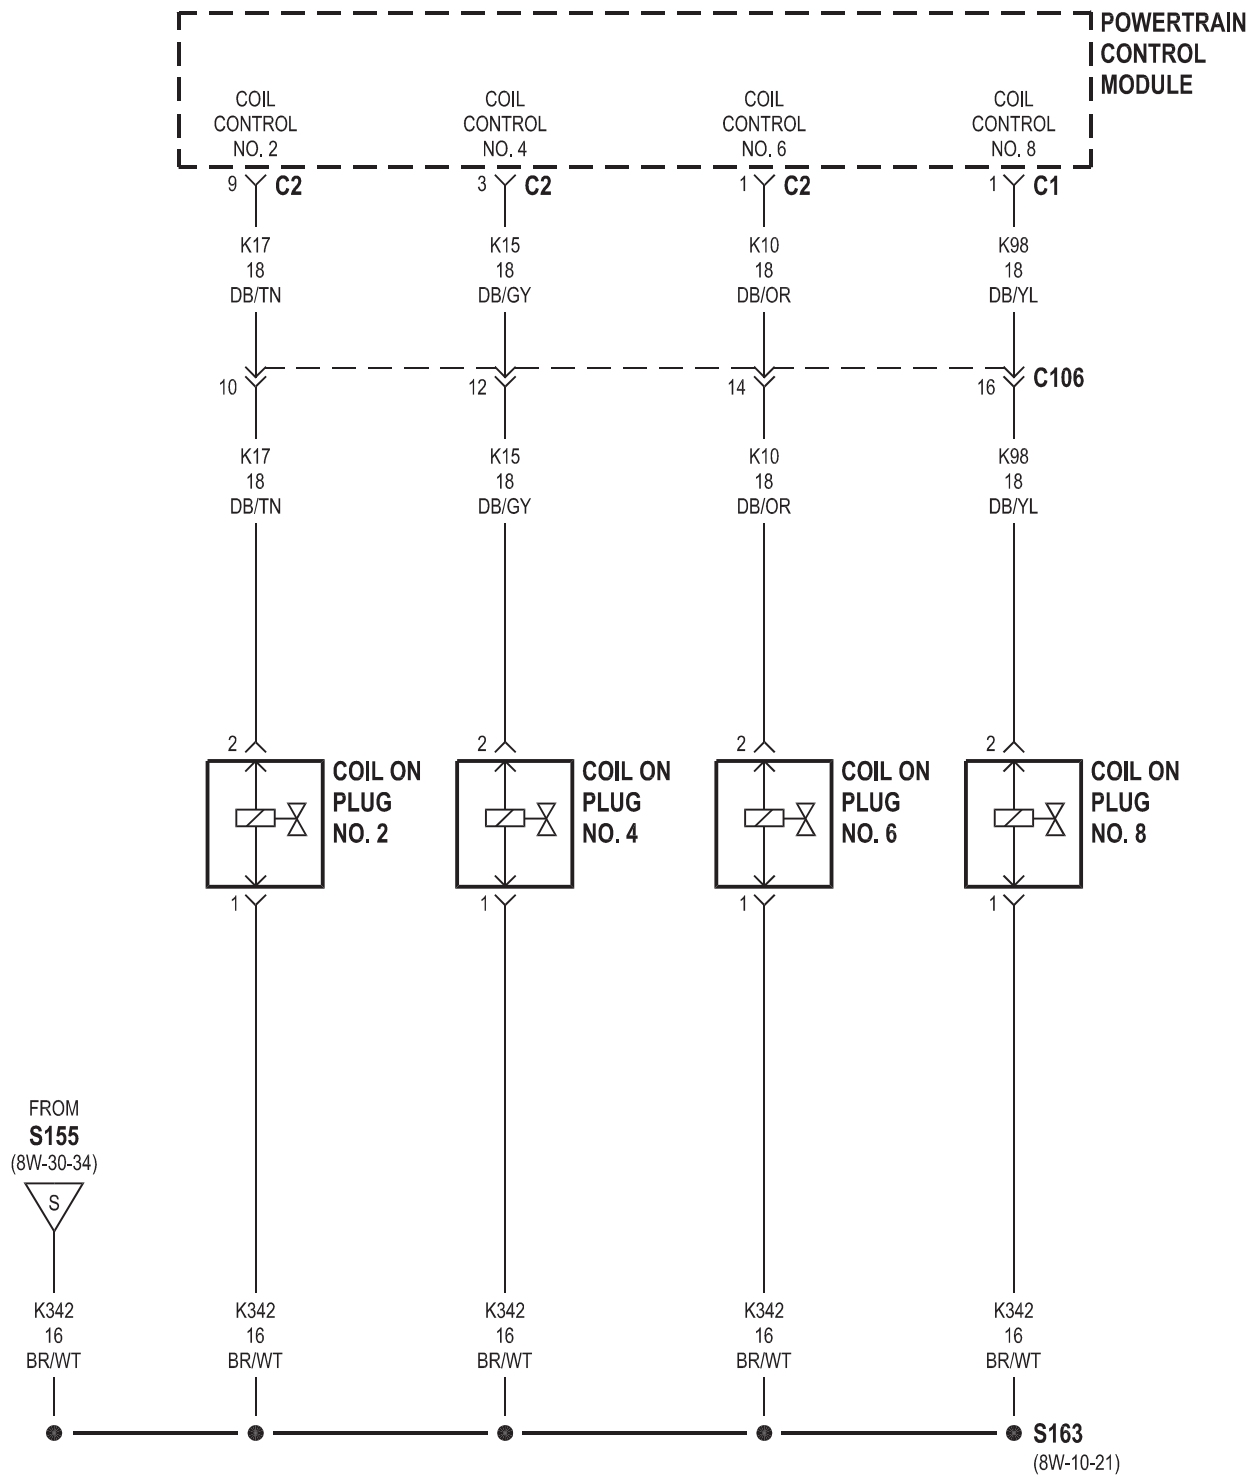 POWERTRAIN
CONTROL
MODULE
COIL
CONTROL
NO. 2
COIL
CONTROL
NO. 4
COIL
CONTROL
NO. 6
COIL
CONTROL
NO. 8
9 C2
3 C2
1 C2
1 C1
K17
18
DB/TN
K15
18
DB/GY
K10
18
DB/OR
K98
18
DB/YL
10
12
14
16
C106
K17
18
DB/TN
K15
18
DB/GY
K10
18
DB/OR
K98
18
DB/YL
2
2
2
2
COIL ON
PLUG
NO. 2
COIL ON
PLUG
NO. 4
COIL ON
PLUG
NO. 6
COIL ON
PLUG
NO. 8
1
1
1
1
FROM
S155
(8W-30-34)
S
K342
16
BR/WT
K342
16
BR/WT
K342
16
BR/WT
K342
16
BR/WT
K342
16
BR/WT
S163
(8W-10-21)